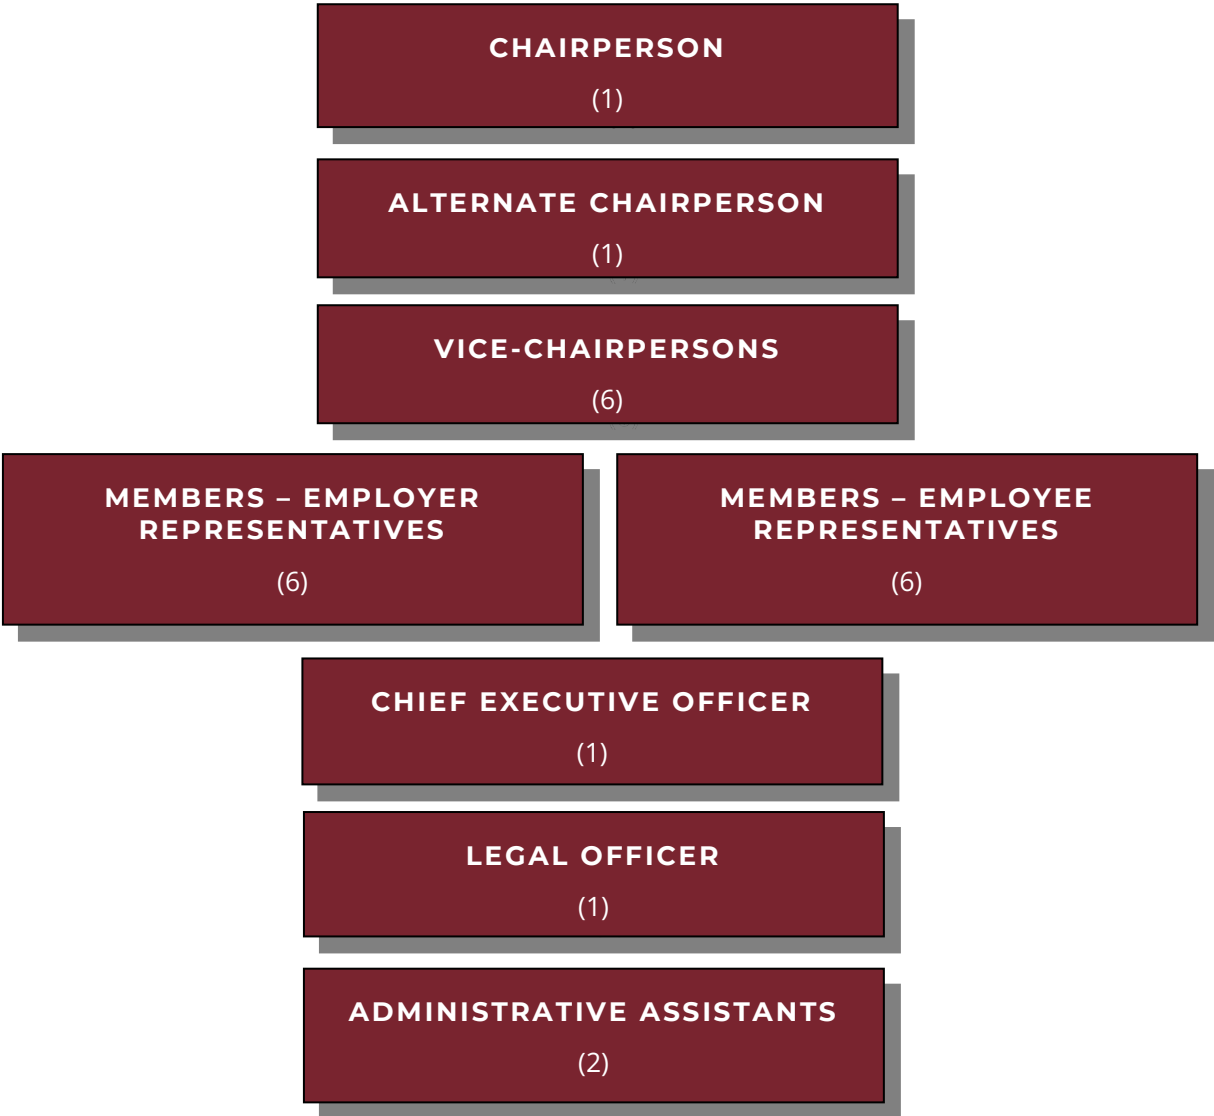 CHAIRPERSON
(1)
ALTERNATE CHAIRPERSON
(1)
VICE-CHAIRPERSONS
(6)
MEMBERS – EMPLOYER
REPRESENTATIVES
(6)
MEMBERS – EMPLOYEE
REPRESENTATIVES
(6)
CHIEF EXECUTIVE OFFICER
(1)
LEGAL OFFICER
(1)
ADMINISTRATIVE ASSISTANTS
(2)